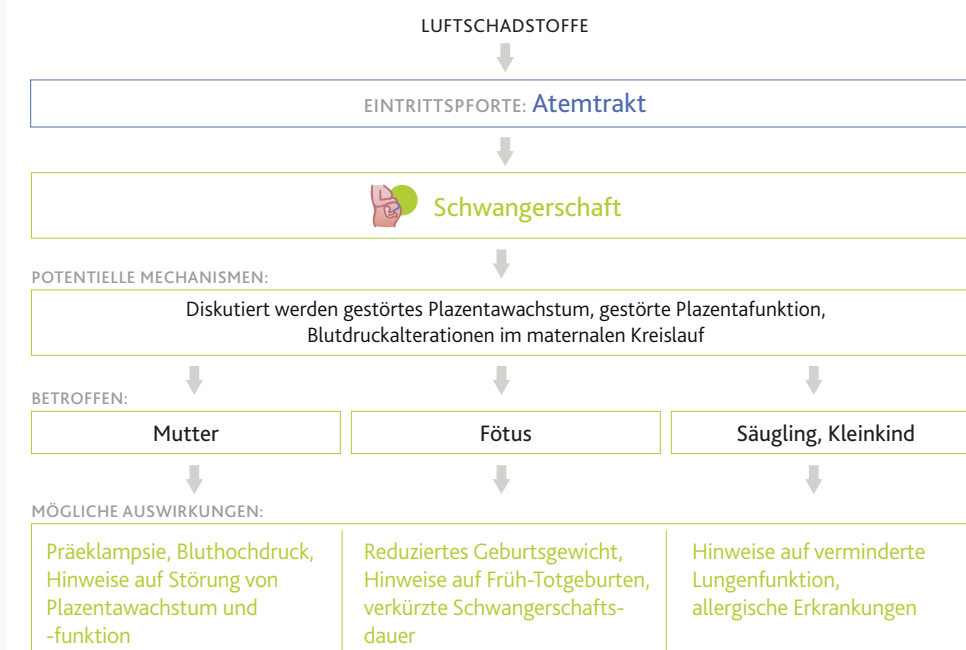 LUFTSCHADSTOFFE
EINTRITTSPFORTE: Atemtrakt
Schwangerschaft
POTENTIELLE MECHANISMEN:
Diskutiert werden gestörtes Plazentawachstum, gestörte Plazentafunktion,
Blutdruckalterationen im maternalen Kreislauf
BETROFFEN:
Mutter
Fötus
Säugling, Kleinkind
MÖGLICHE AUSWIRKUNGEN:
Präeklampsie, Bluthochdruck,
Hinweise auf Störung von
Plazentawachstum und
-funktion
Reduziertes Geburtsgewicht,
Hinweise auf Früh-Totgeburten,
verkürzte Schwangerschafts-
dauer
Hinweise auf verminderte
Lungenfunktion,
allergische Erkrankungen